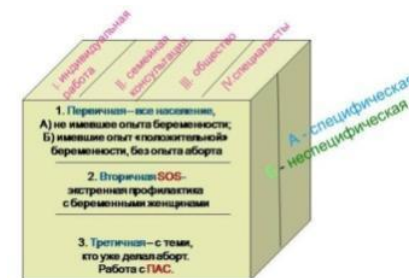 I. индивидуальная
работа
II. семейная
консультация
III. общество
IV.специалисты
1. Первичная – все население,
А) не имевшее опыта беременности;
Б) имевшие опыт «положительной»
беременности, без опыта аборта
2. Вторичная SOS–
экстренная профилактика
с беременными женщинами
3. Третичная – с теми,
кто уже делал аборт.
Работа с ПАС.
А - специфическая
- неспецифическая